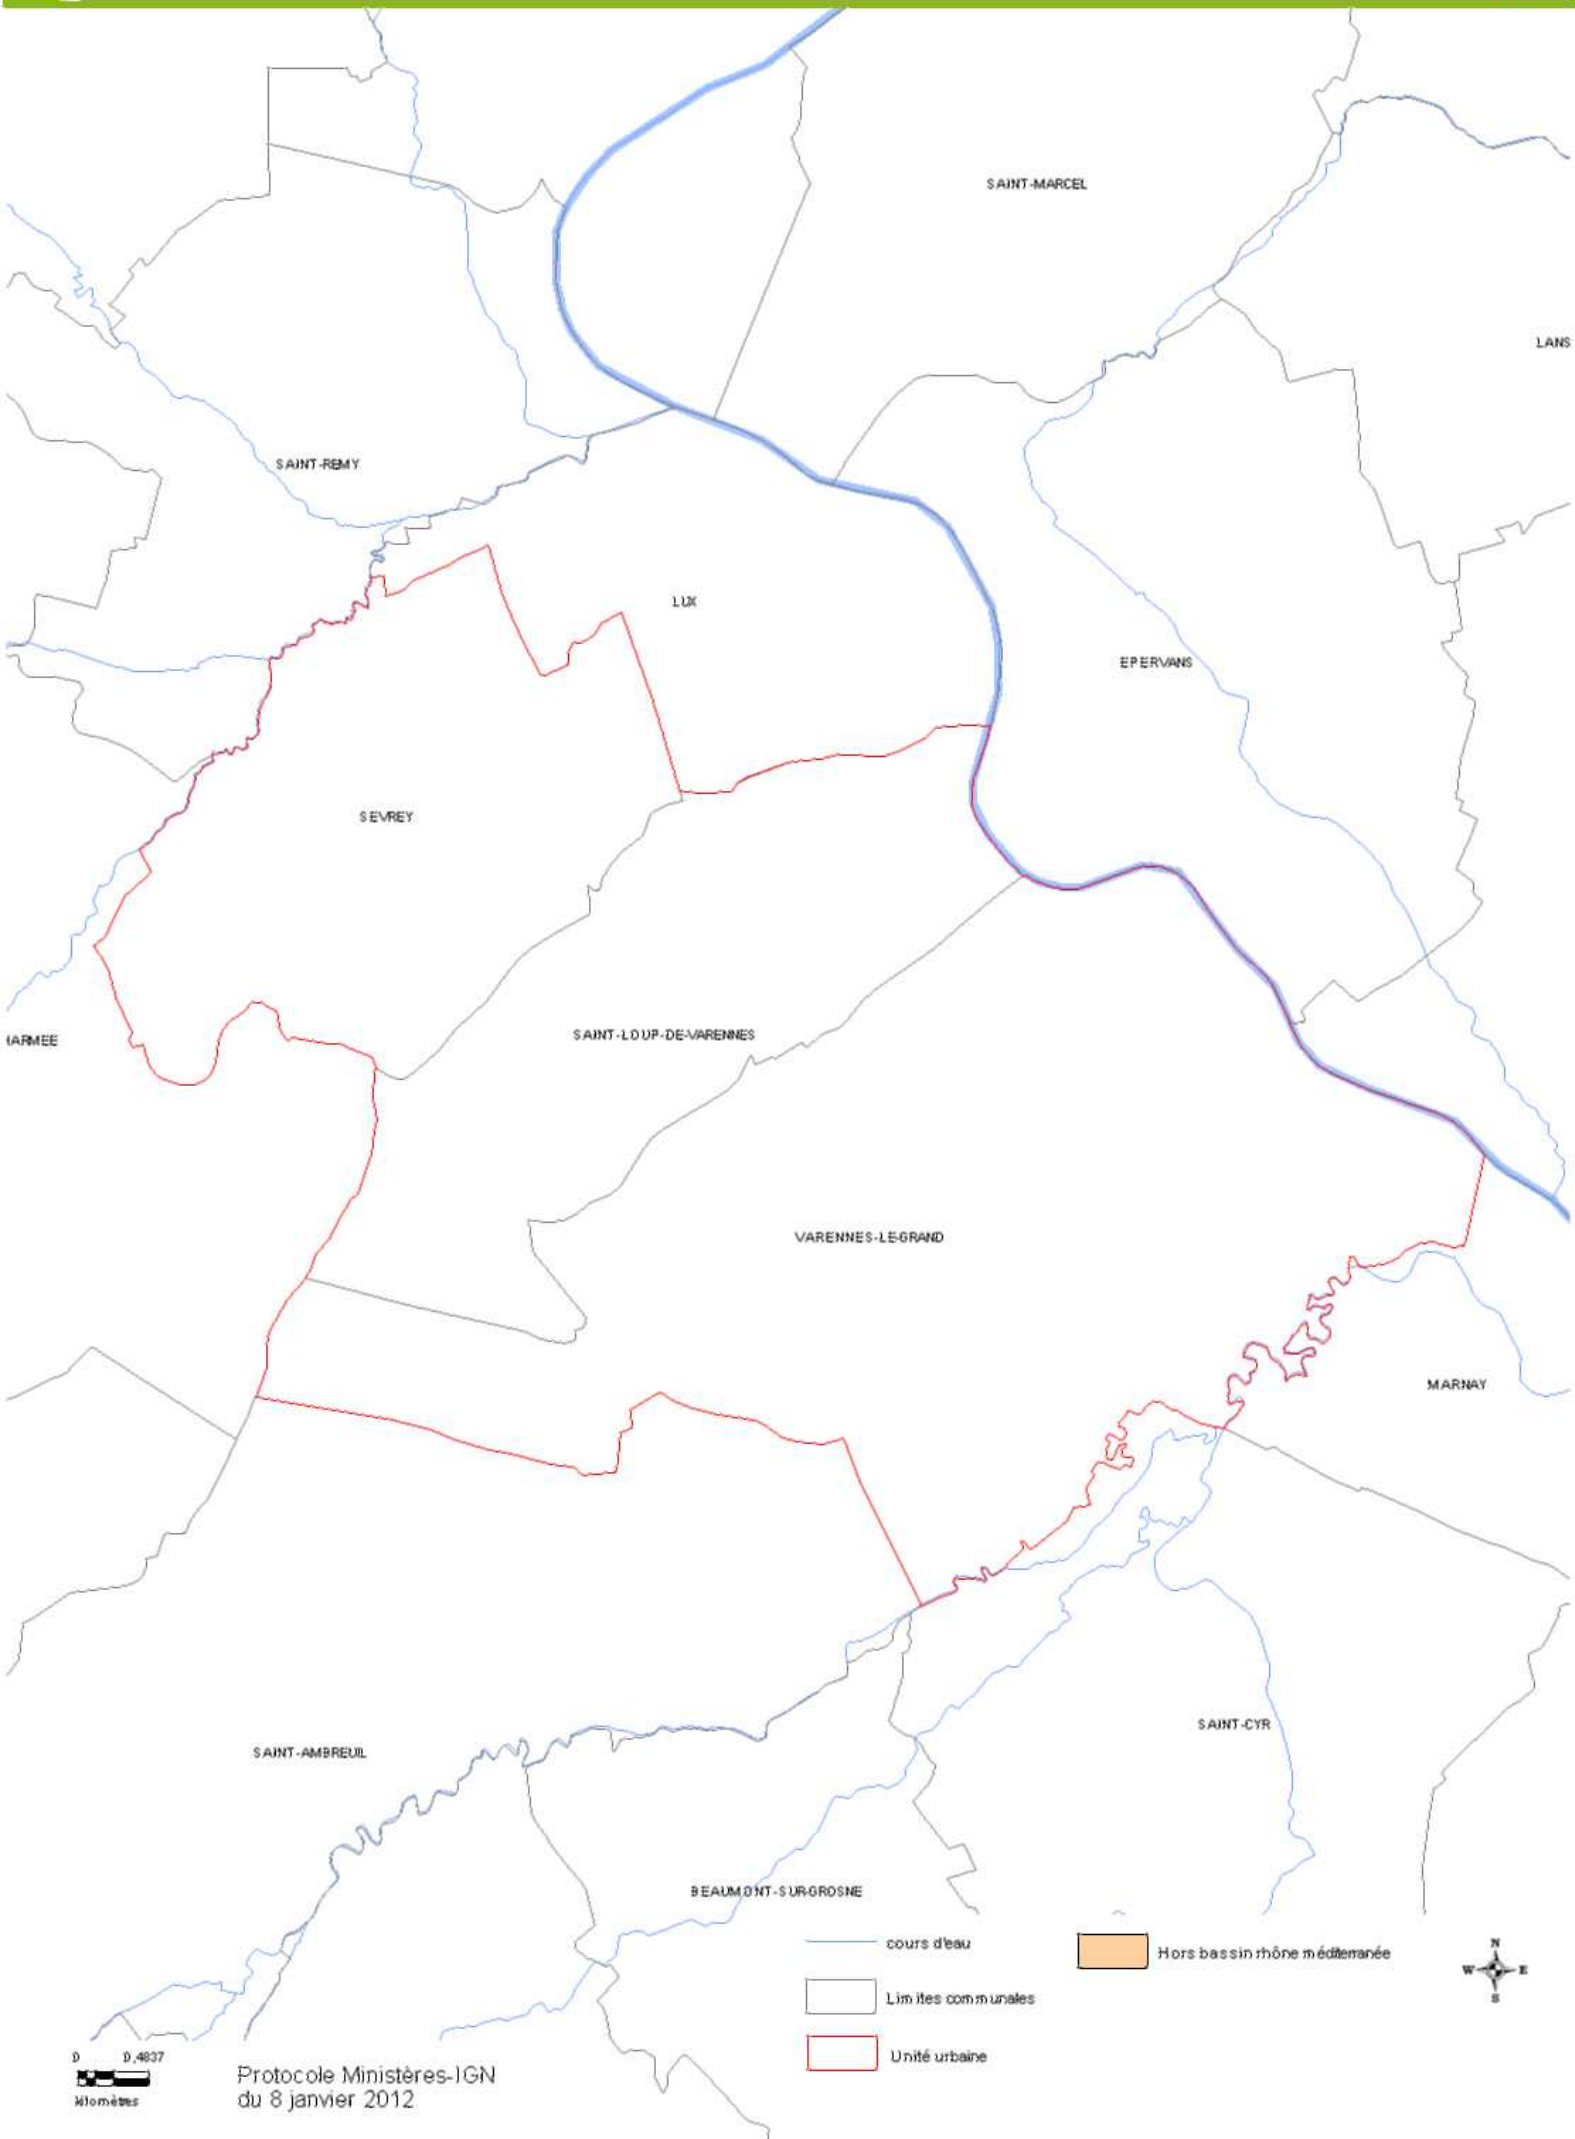 SAINT-MARCEL
LANS
SAINT-REMY
LUX
EPERVANS
SEVREY
SAINT-LOUP-DE-VARENNES
HARMEE
VARENNES-LE-GRAND
MARNAY
SAINT-AMBREUIL
SAINT-CYR
BEAUMONT-SUR-GROSNE
cours d'eau
Limites communales
Unité urbaine
Hors bassin rhône méditerranée
N
W E
S
0 0,4837
kilomètres
Protocole Ministères-IGN
du 8 janvier 2012